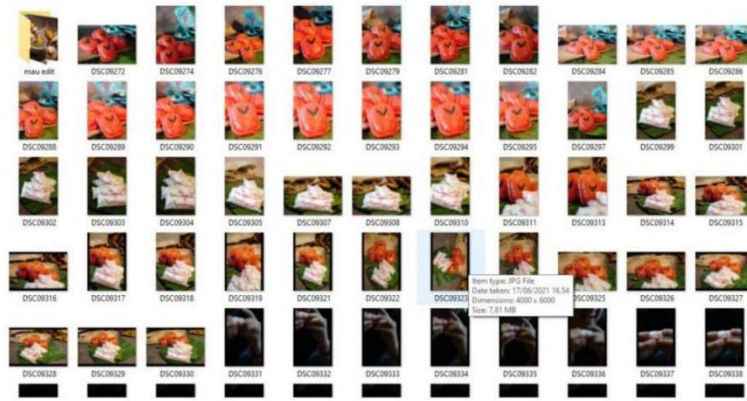 mau edit DSC09272 DSC09274 DSC09276 DSC09277 DSC09279 DSC09281 DSC09282 DSC09284 DSC09285 DSC09286
DSC09288 DSC09289 DSC09290 DSC09291 DSC09292 DSC09293 DSC09294 DSC09295 DSC09297 DSC09299 DSC09301
DSC09302 DSC09303 DSC09304 DSC09305 DSC09307 DSC09308 DSC09310 DSC09311 DSC09313 DSC09314 DSC09315
DSC09316 DSC09317 DSC09318 DSC09319 DSC09321 DSC09322 DSC09323 C09325 DSC09326 DSC09327
Item type: JPG File
Date taken: 17/06/2021 16.54
Dimensions: 4000 x 6000
Size: 7,81 MB
DSC09328 DSC09329 DSC09330 DSC09331 DSC09332 DSC09333 DSC09334 DSC09335 DSC09336 DSC09337 DSC09338